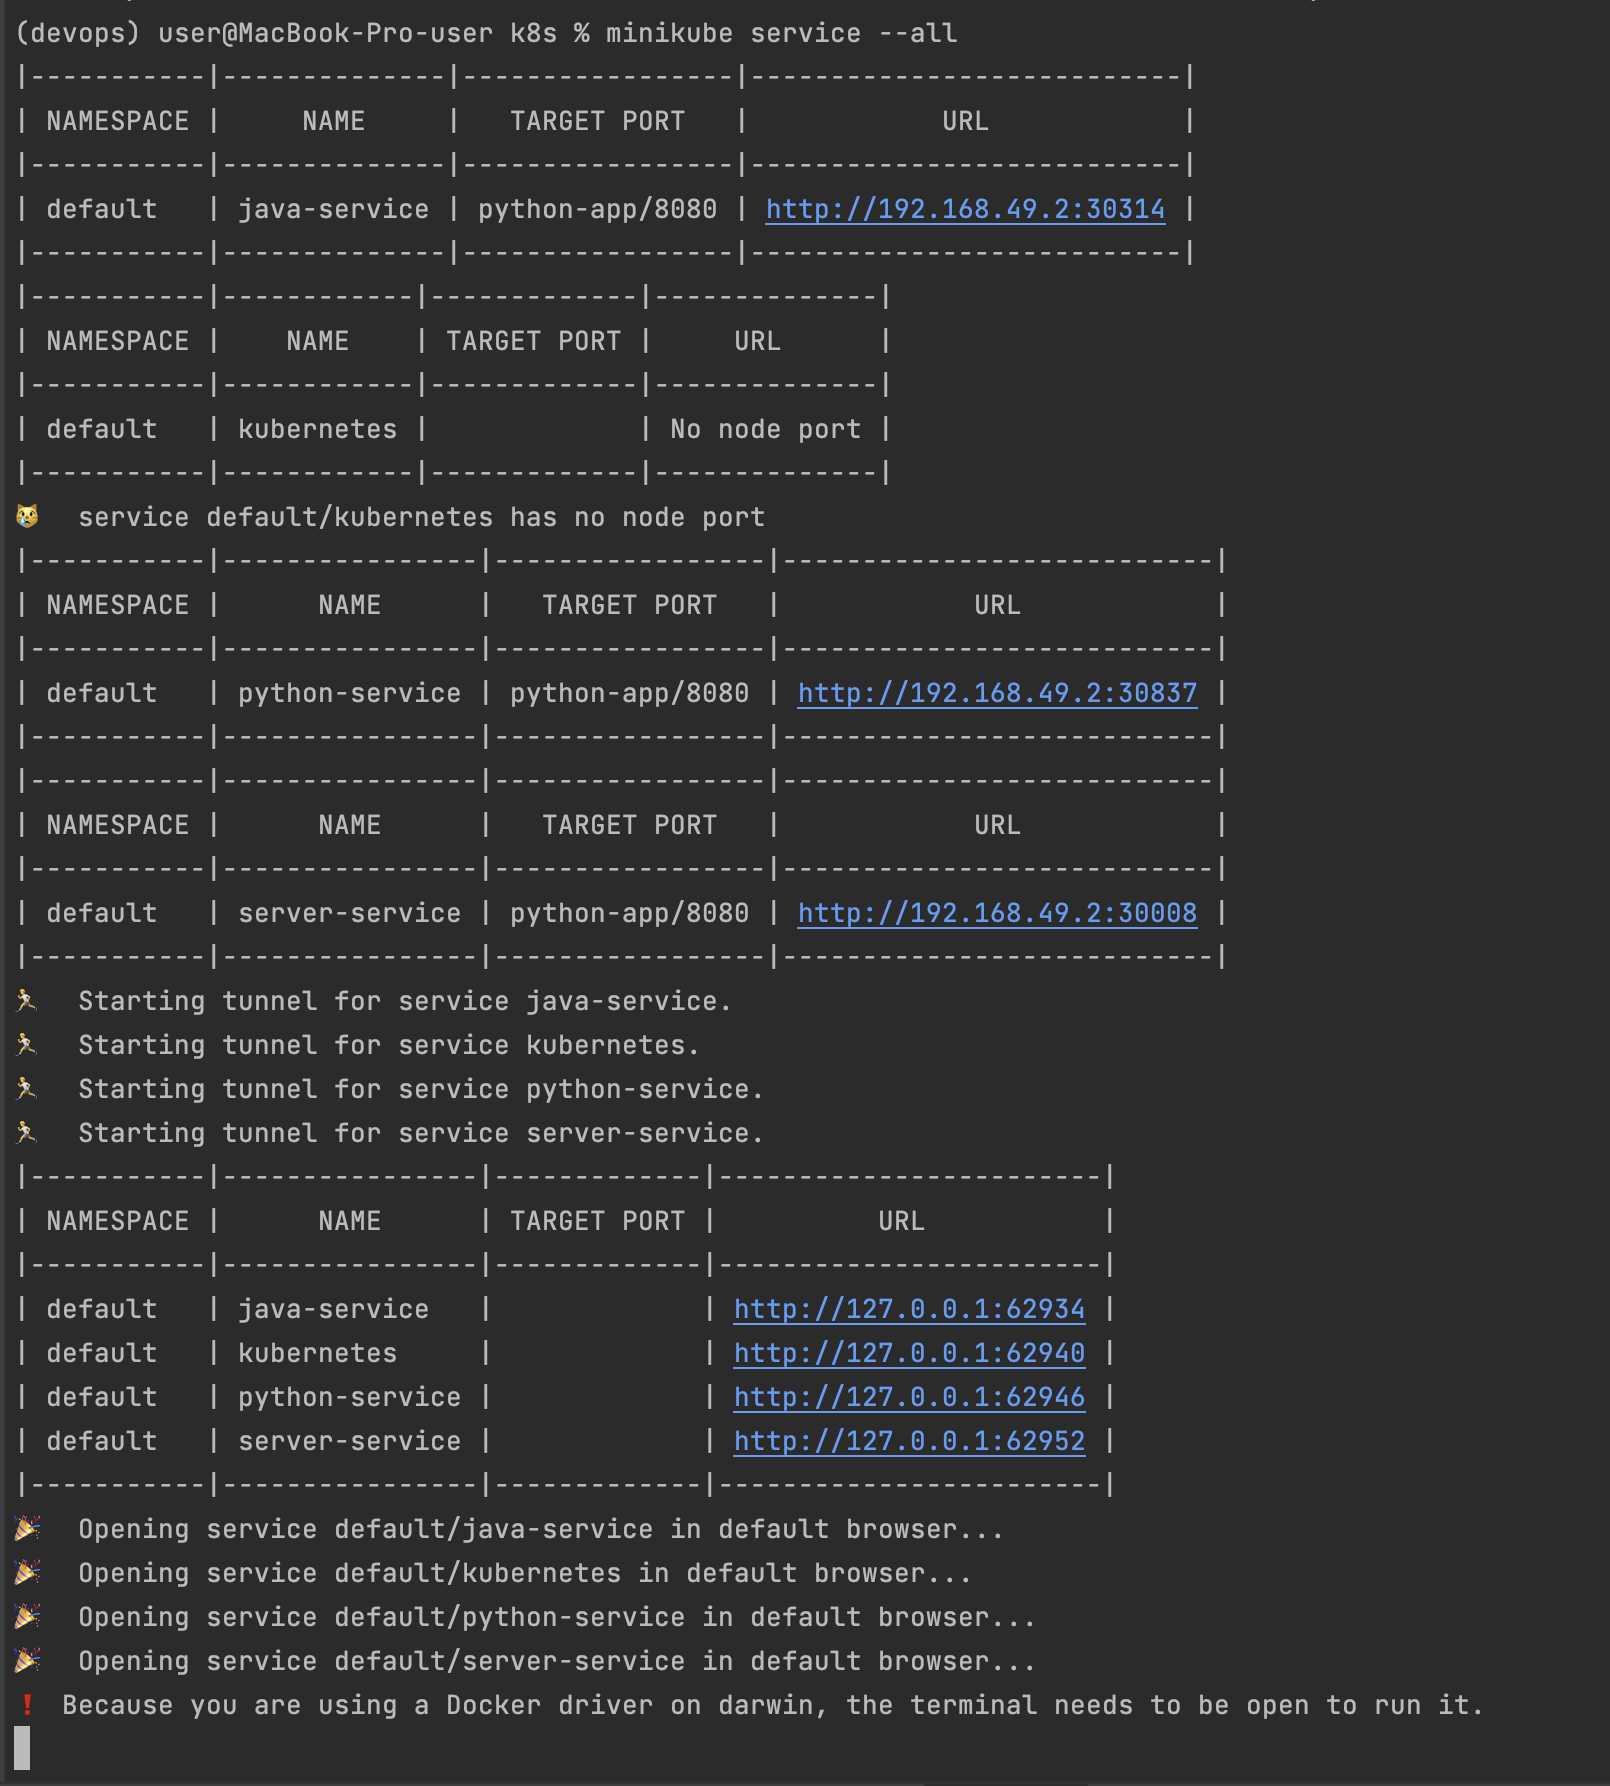 (devops) user@MacBook-Pro-user k8s % minikube service --all
|-----------|--------------|-----------------|---------------------------|
| NAMESPACE |     NAME     |   TARGET PORT   |            URL            |
|-----------|--------------|-----------------|---------------------------|
| default   | java-service | python-app/8080 | http://192.168.49.2:30314 |
|-----------|--------------|-----------------|---------------------------|
|-----------|------------|-------------|--------------|
| NAMESPACE |    NAME    | TARGET PORT |     URL      |
|-----------|------------|-------------|--------------|
| default   | kubernetes |             | No node port |
|-----------|------------|-------------|--------------|
😿  service default/kubernetes has no node port
|-----------|----------------|-----------------|---------------------------|
| NAMESPACE |      NAME      |   TARGET PORT   |            URL            |
|-----------|----------------|-----------------|---------------------------|
| default   | python-service | python-app/8080 | http://192.168.49.2:30837 |
|-----------|----------------|-----------------|---------------------------|
|-----------|----------------|-----------------|---------------------------|
| NAMESPACE |      NAME      |   TARGET PORT   |            URL            |
|-----------|----------------|-----------------|---------------------------|
| default   | server-service | python-app/8080 | http://192.168.49.2:30008 |
|-----------|----------------|-----------------|---------------------------|
🏃  Starting tunnel for service java-service.
🏃  Starting tunnel for service kubernetes.
🏃  Starting tunnel for service python-service.
🏃  Starting tunnel for service server-service.
|-----------|----------------|-------------|------------------------|
| NAMESPACE |      NAME      | TARGET PORT |          URL           |
|-----------|----------------|-------------|------------------------|
| default   | java-service   |             | http://127.0.0.1:62934 |
| default   | kubernetes     |             | http://127.0.0.1:62940 |
| default   | python-service |             | http://127.0.0.1:62946 |
| default   | server-service |             | http://127.0.0.1:62952 |
|-----------|----------------|-------------|------------------------|
🎉  Opening service default/java-service in default browser...
🎉  Opening service default/kubernetes in default browser...
🎉  Opening service default/python-service in default browser...
🎉  Opening service default/server-service in default browser...
❗  Because you are using a Docker driver on darwin, the terminal needs to be open to run it.